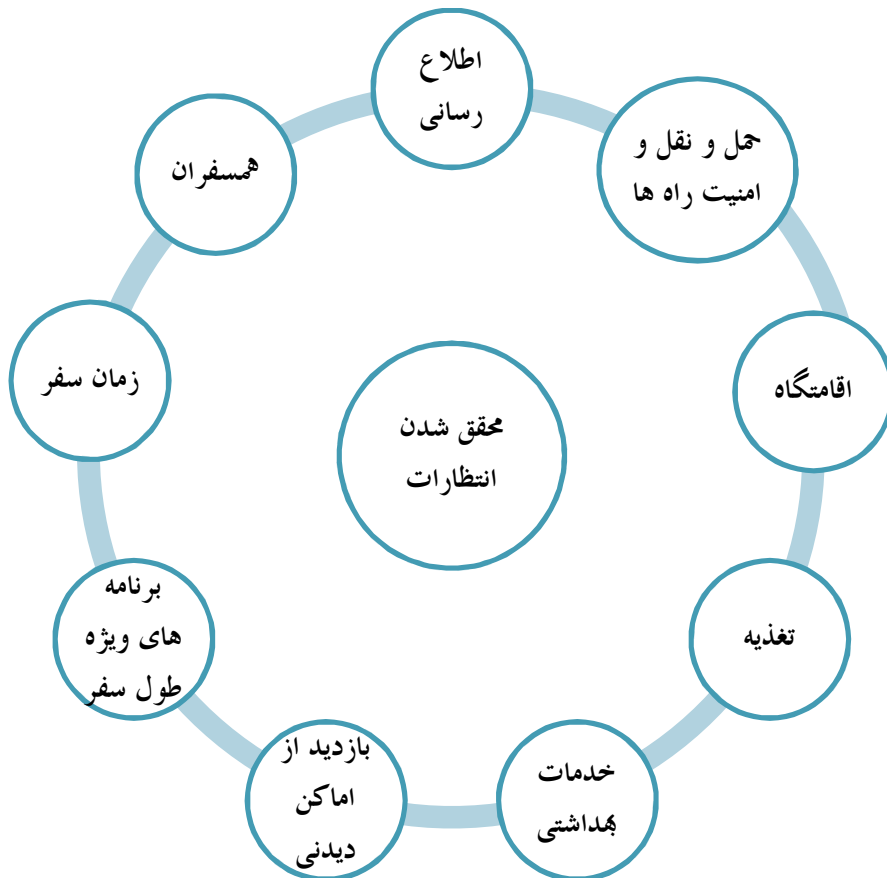 اطلاع
رسانی
حمل و نقل و
امنیت راه ها
اقامتگاه
تغذیه
خدمات
بهداشتی
بازدید از
اماکن
دیدنی
برنامه
های ویژه
طول سفر
زمان سفر
همسفران
محقق شدن
انتظارات